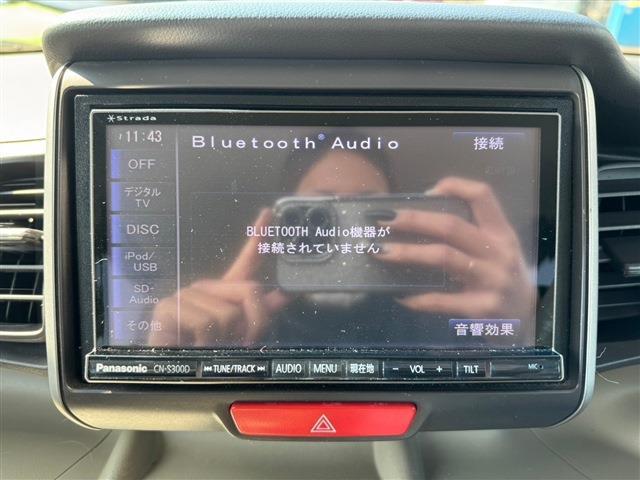 Strada
11:43
Bluetooth® Audio
接続
OFF
デジタル
TV
DISC
iPod/
USB
SD-
Audio
その他
BLUETOOTH Audio機器が
接続されていません
音響効果
Panasonic CN-S300D TUNE/TRACK AUDIO MENU 現在地 − VOL + TILT MIC